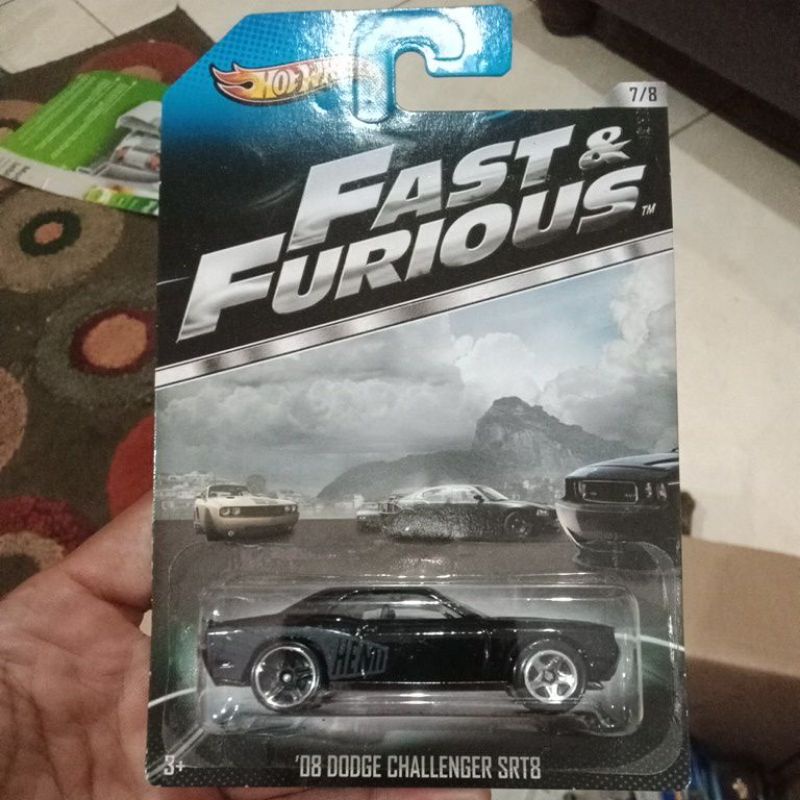 HOT WHEELS
7/8
FAST &
FURIOUS
TM
HEMI
3+
'08 DODGE CHALLENGER SRT8